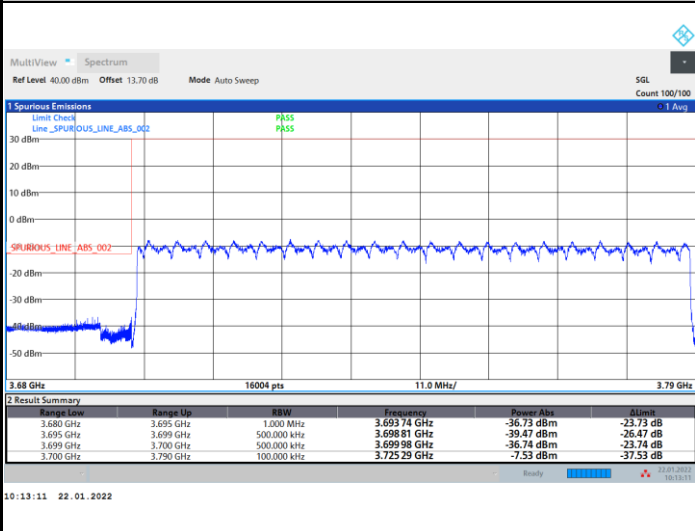 MultiView Spectrum
Ref Level 40.00 dBm Offset 13.70 dB Mode Auto Sweep SGL
Count 100/100
1 Spurious Emissions 1 Avg
Limit Check PASS
Line _SPURIOUS_LINE_ABS_002 PASS
30 dBm
20 dBm
10 dBm
0 dBm
_SPURIOUS_LINE_ABS_002
-20 dBm
-30 dBm
-40 dBm
-50 dBm
3.68 GHz 16004 pts 11.0 MHz/ 3.79 GHz
2 Result Summary
Range Low Range Up RBW Frequency Power Abs ΔLimit
3.680 GHz 3.695 GHz 1.000 MHz 3.693 74 GHz -36.73 dBm -23.73 dB
3.695 GHz 3.699 GHz 500.000 kHz 3.698 81 GHz -39.47 dBm -26.47 dB
3.699 GHz 3.700 GHz 500.000 kHz 3.699 98 GHz -36.74 dBm -23.74 dB
3.700 GHz 3.790 GHz 100.000 kHz 3.725 29 GHz -7.53 dBm -37.53 dB
Ready 22.01.2022
10:13:11
10:13:11 22.01.2022